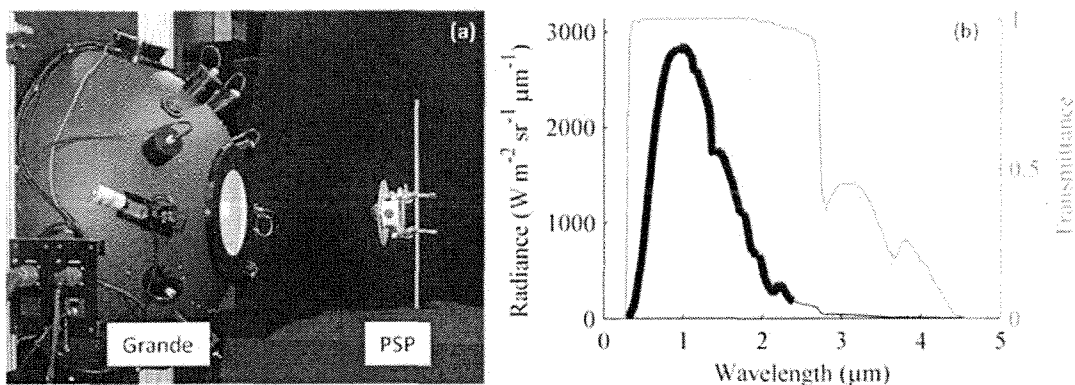 (a)
Grande
PSP
(b)
Radiance (W m⁻² sr⁻¹ μm⁻¹)
3000
2000
1000
0
1
0.5
0
Transmittance
0 1 2 3 4 5
Wavelength (μm)